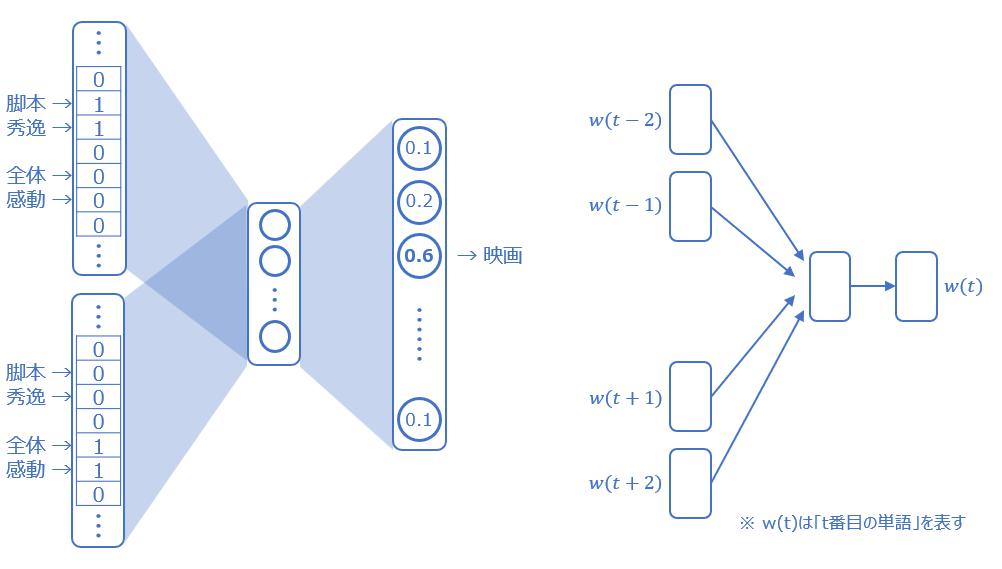 ⋮
0
脚本 → 1
秀逸 → 1
0
全体 → 0
感動 → 0
0
⋮
⋮
0
脚本 → 0
秀逸 → 0
0
全体 → 1
感動 → 1
0
⋮
⋮
0.1
0.2
0.6 → 映画
⋮
0.1
w(t − 2)
w(t − 1)
w(t)
w(t + 1)
w(t + 2)
※ w(t)は「t番目の単語」を表す